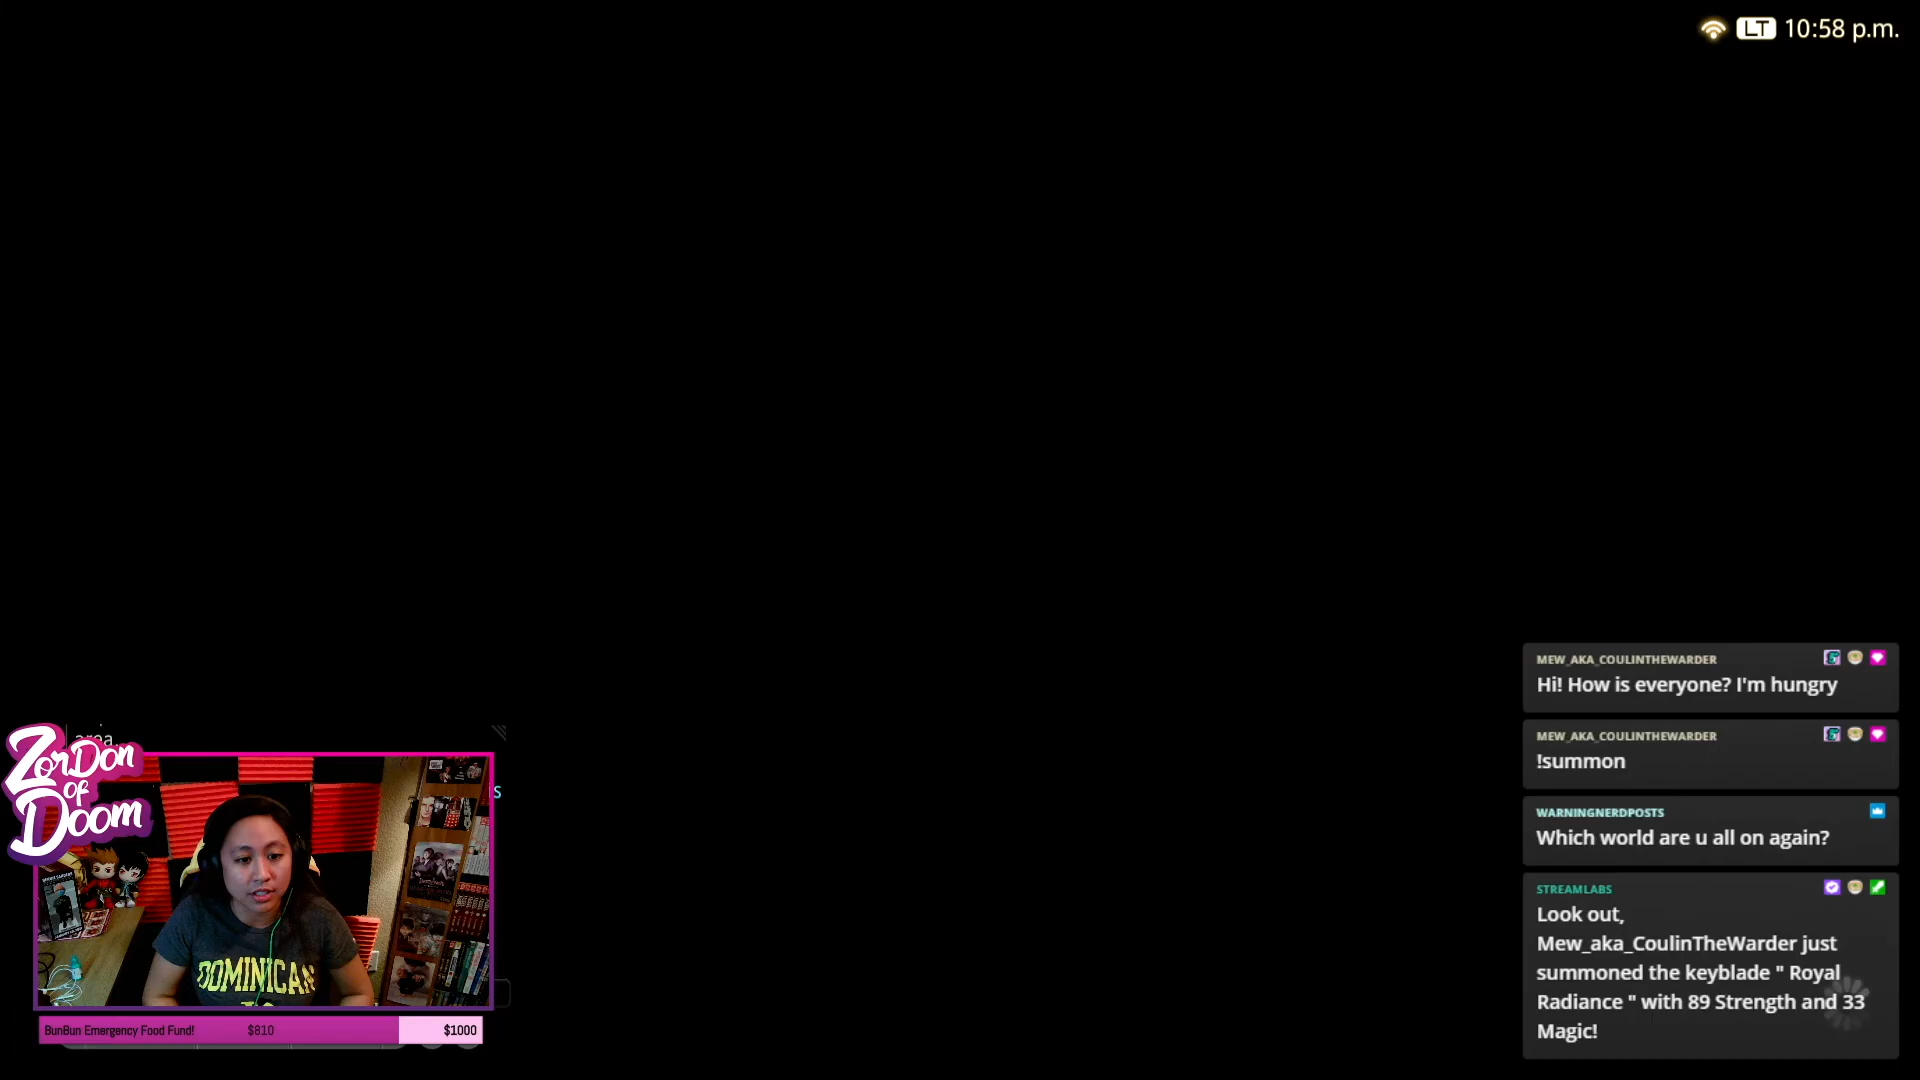 LT 10:58 p.m.
MEW_AKA_COULINTHEWARDER
Hi! How is everyone? I'm hungry
MEW_AKA_COULINTHEWARDER
!summon
WARNINGNERDPOSTS
Which world are u all on again?
STREAMLABS
Look out,
Mew_aka_CoulinTheWarder just
summoned the keyblade " Royal
Radiance " with 89 Strength and 33
Magic!
area.
s
ZorDon
of
Doom
DOMINICAN
BunBun Emergency Food Fund! $810 $1000